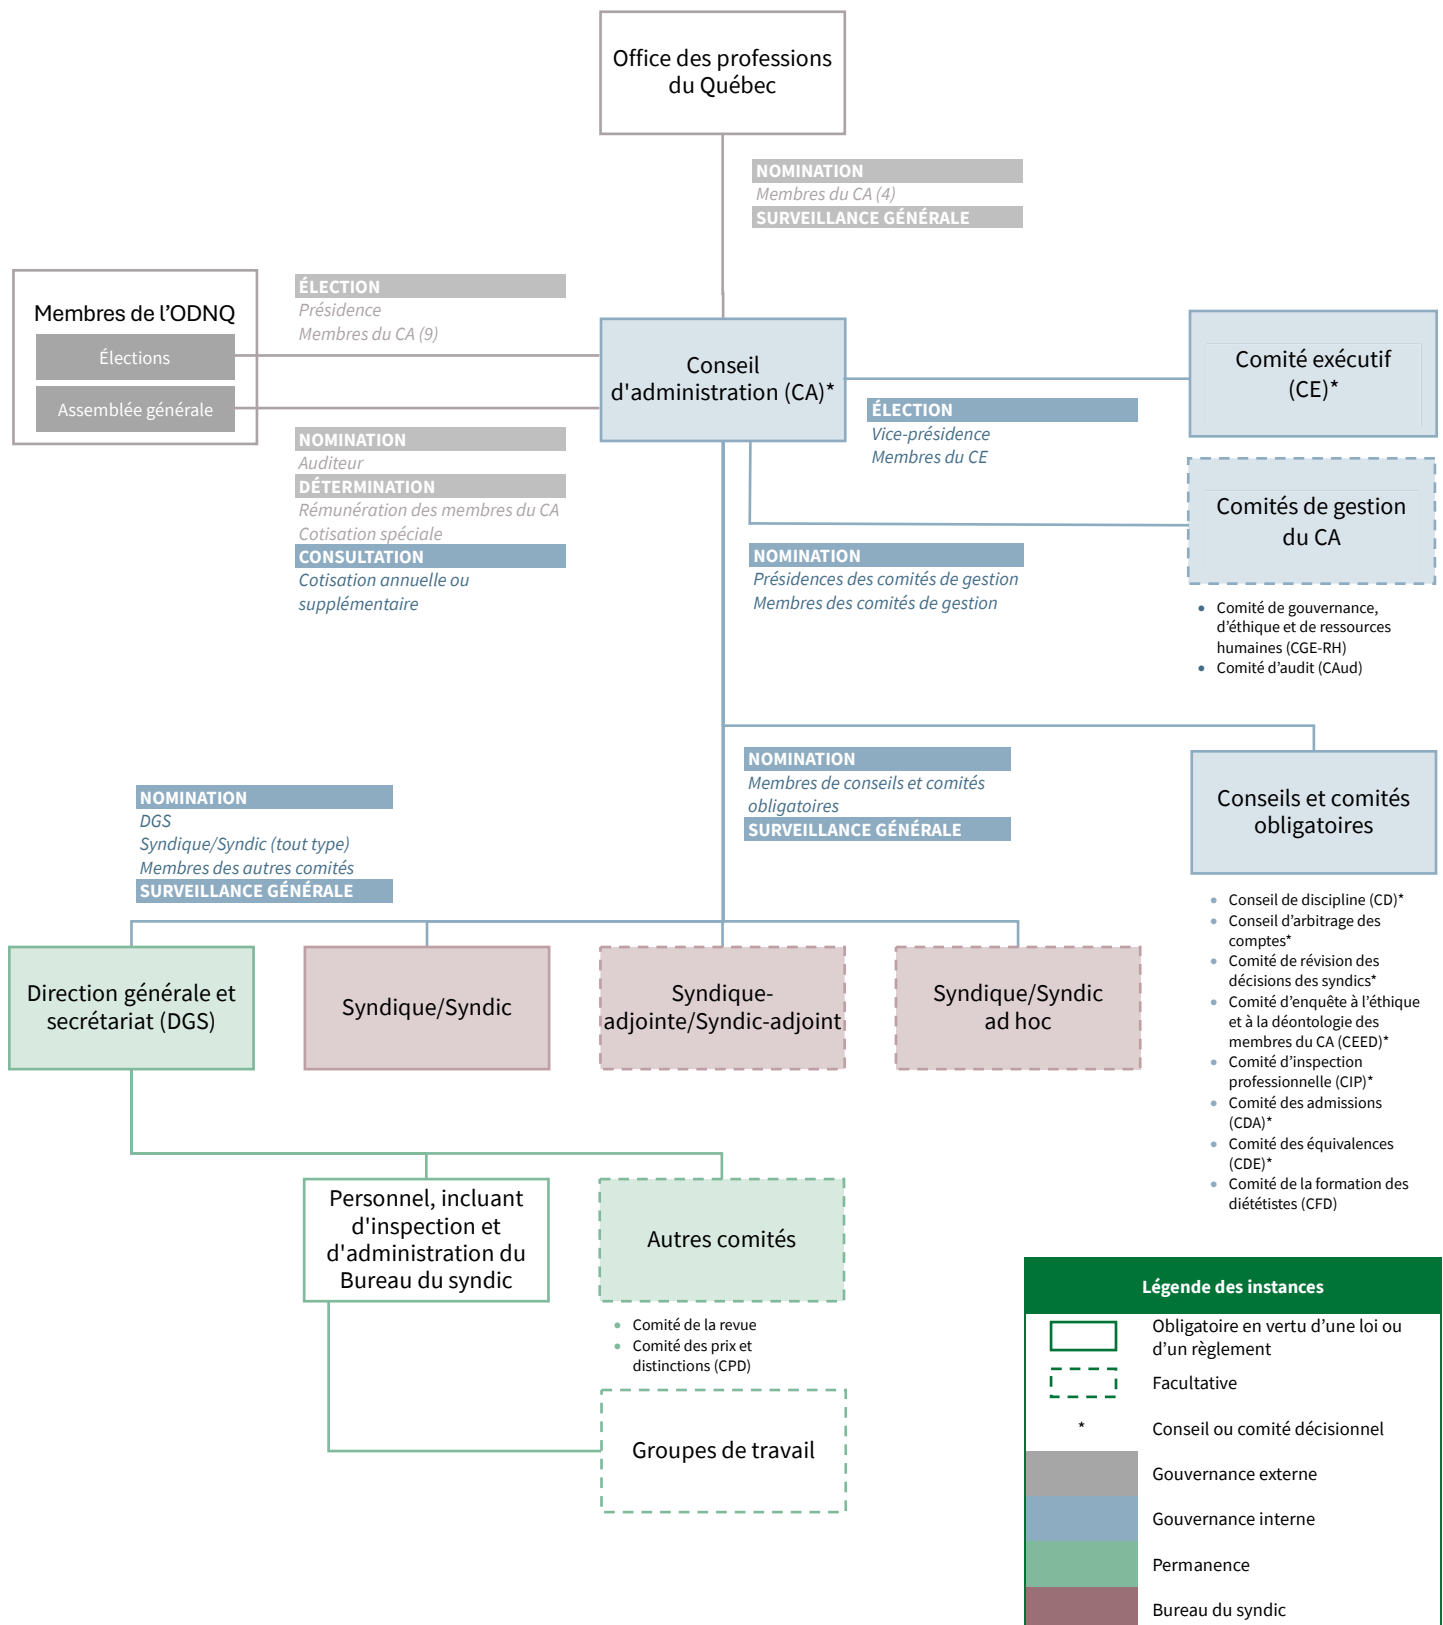 Office des professions
du Québec
NOMINATION
Membres du CA (4)
SURVEILLANCE GÉNÉRALE
Membres de l'ODNQ
Élections
Assemblée générale
ÉLECTION
Présidence
Membres du CA (9)
NOMINATION
Auditeur
DÉTERMINATION
Rémunération des membres du CA
Cotisation spéciale
CONSULTATION
Cotisation annuelle ou
supplémentaire
Conseil
d'administration (CA)*
ÉLECTION
Vice-présidence
Membres du CE
Comité exécutif
(CE)*
NOMINATION
Présidences des comités de gestion
Membres des comités de gestion
Comités de gestion
du CA
• Comité de gouvernance,
d'éthique et de ressources
humaines (CGE-RH)
• Comité d'audit (CAud)
NOMINATION
Membres de conseils et comités
obligatoires
SURVEILLANCE GÉNÉRALE
Conseils et comités
obligatoires
• Conseil de discipline (CD)*
• Conseil d'arbitrage des
comptes*
• Comité de révision des
décisions des syndics*
• Comité d'enquête à l'éthique
et à la déontologie des
membres du CA (CEED)*
• Comité d'inspection
professionnelle (CIP)*
• Comité des admissions
(CDA)*
• Comité des équivalences
(CDE)*
• Comité de la formation des
diététistes (CFD)
NOMINATION
DGS
Syndique/Syndic (tout type)
Membres des autres comités
SURVEILLANCE GÉNÉRALE
Direction générale et
secrétariat (DGS)
Syndique/Syndic
Syndique-
adjointe/Syndic-adjoint
Syndique/Syndic
ad hoc
Personnel, incluant
d'inspection et
d'administration du
Bureau du syndic
Autres comités
• Comité de la revue
• Comité des prix et
distinctions (CPD)
Groupes de travail
Légende des instances
Obligatoire en vertu d'une loi ou
d'un règlement
Facultative
* Conseil ou comité décisionnel
Gouvernance externe
Gouvernance interne
Permanence
Bureau du syndic